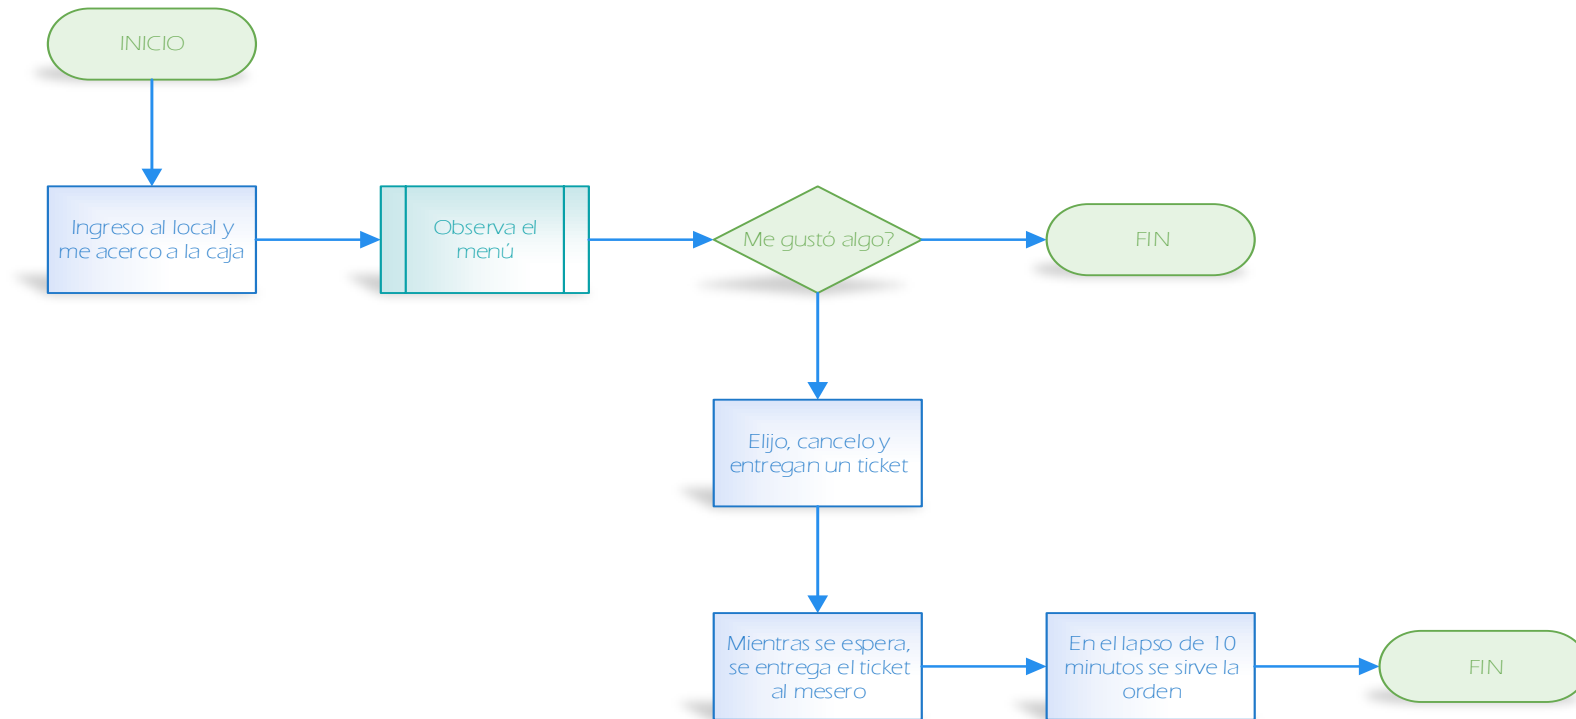 INICIO
Ingreso al local y
me acerco a la caja
Observa el
menú
Me gustó algo?
FIN
Elijo, cancelo y
entregan un ticket
Mientras se espera,
se entrega el ticket
al mesero
En el lapso de 10
minutos se sirve la
orden
FIN